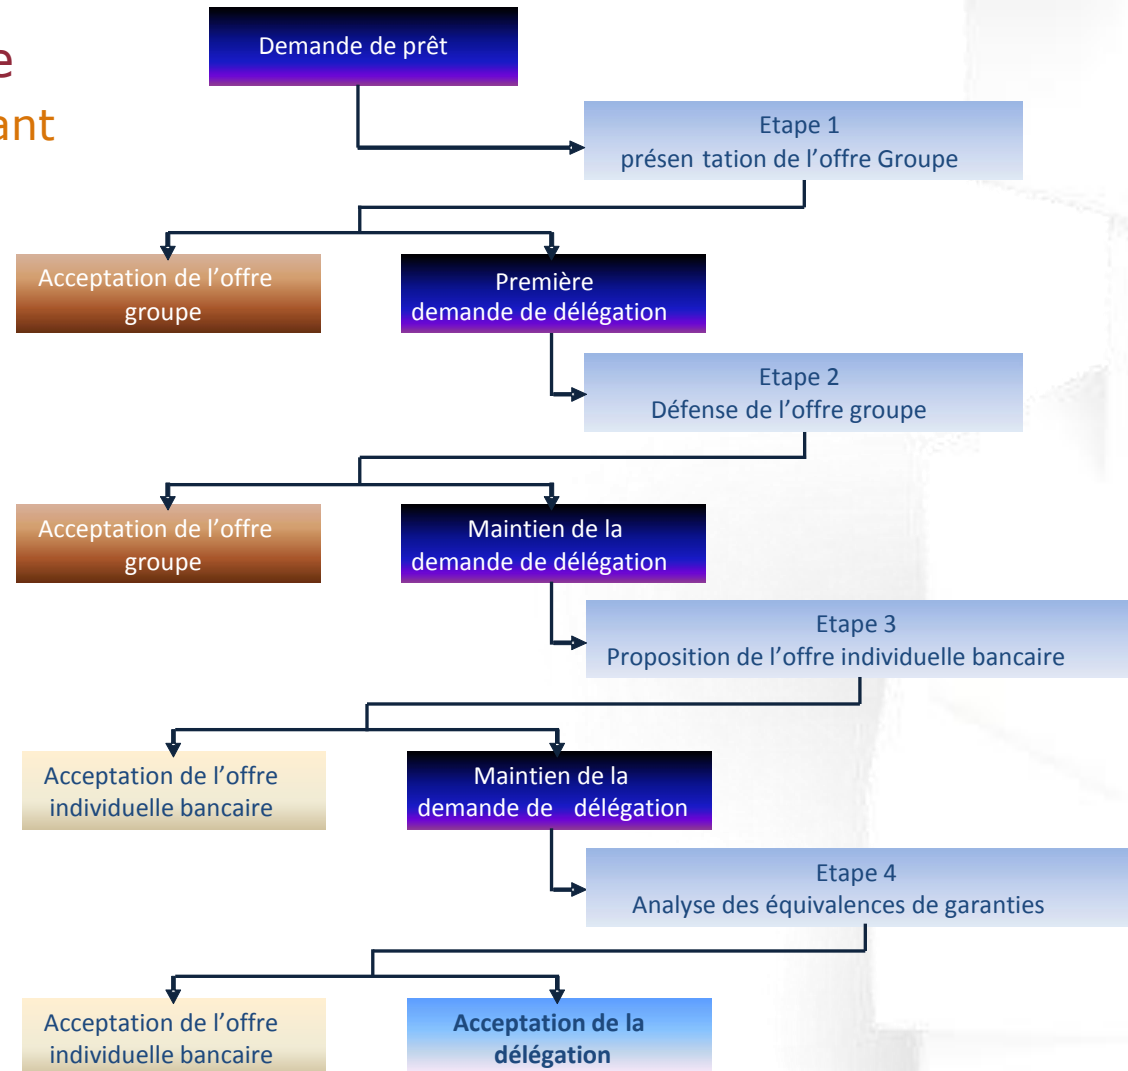 e
ant
Demande de prêt
Etape 1
présen tation de l’offre Groupe
Acceptation de l’offre
groupe
Première
demande de délégation
Etape 2
Défense de l’offre groupe
Acceptation de l’offre
groupe
Maintien de la
demande de délégation
Etape 3
Proposition de l’offre individuelle bancaire
Acceptation de l’offre
individuelle bancaire
Maintien de la
demande de délégation
Etape 4
Analyse des équivalences de garanties
Acceptation de l’offre
individuelle bancaire
Acceptation de la
délégation